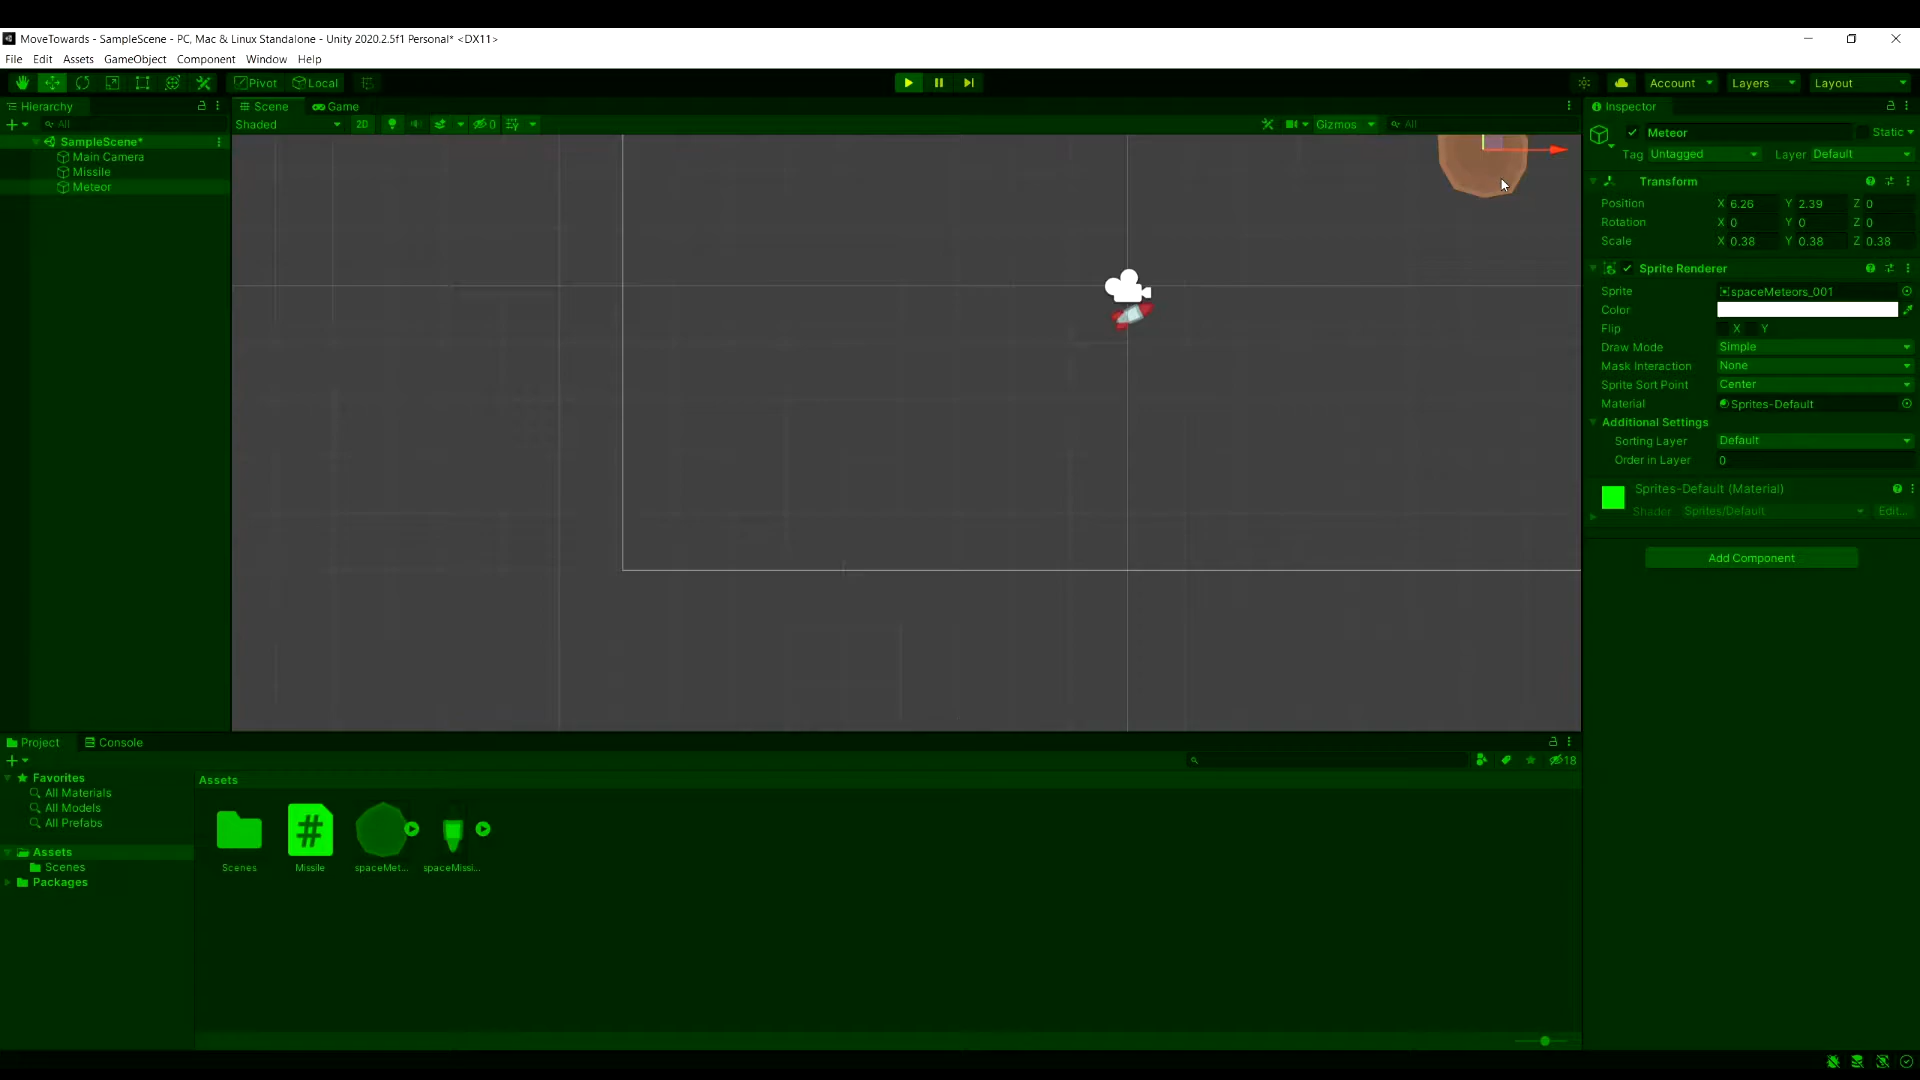 MoveTowards - SampleScene - PC, Mac & Linux Standalone - Unity 2020.2.5f1 Personal* <DX11>
File Edit Assets GameObject Component Window Help
Pivot Local Account Layers Layout
Hierarchy
All
SampleScene*
Main Camera
Missile
Meteor
Scene Game
Shaded 2D 0 Gizmos All
Inspector
Meteor Static
Tag Untagged Layer Default
Transform
Position X 6.26 Y 2.39 Z 0
Rotation X 0 Y 0 Z 0
Scale X 0.38 Y 0.38 Z 0.38
Sprite Renderer
Sprite spaceMeteors_001
Color
Flip X Y
Draw Mode Simple
Mask Interaction None
Sprite Sort Point Center
Material Sprites-Default
Additional Settings
Sorting Layer Default
Order in Layer 0
Sprites-Default (Material)
Shader Sprites/Default Edit...
Add Component
Project Console
18
Favorites
All Materials
All Models
All Prefabs
Assets
Scenes
Packages
Assets
#
Scenes Missile spaceMet... spaceMissi...